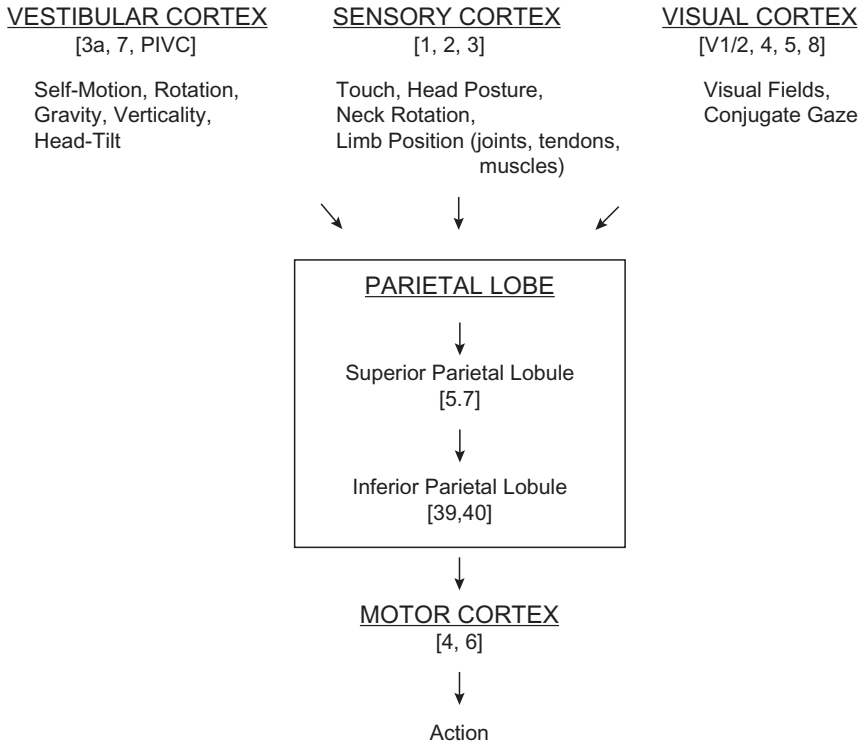 VESTIBULAR CORTEX
[3a, 7, PIVC]
Self-Motion, Rotation,
Gravity, Verticality,
Head-Tilt
SENSORY CORTEX
[1, 2, 3]
Touch, Head Posture,
Neck Rotation,
Limb Position (joints, tendons,
muscles)
VISUAL CORTEX
[V1/2, 4, 5, 8]
Visual Fields,
Conjugate Gaze
PARIETAL LOBE
Superior Parietal Lobule
[5.7]
Inferior Parietal Lobule
[39,40]
MOTOR CORTEX
[4, 6]
Action